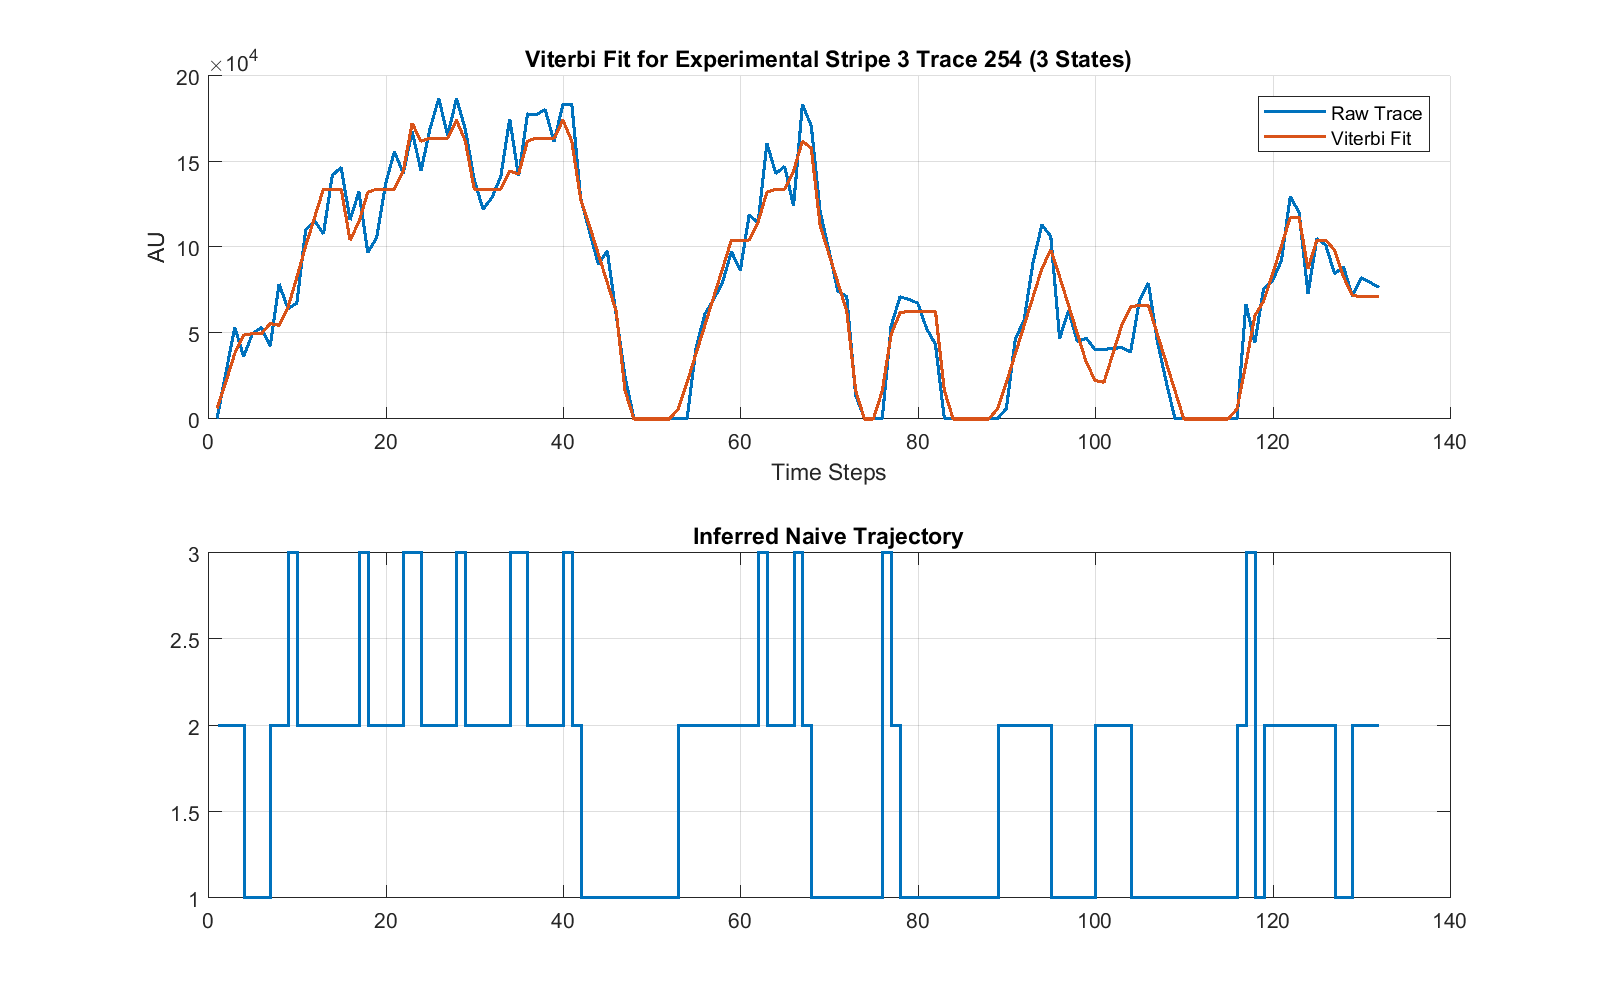 Viterbi Fit for Experimental Stripe 3 Trace 254 (3 States)
×10^4
20
15
10
5
0
AU
Raw Trace
Viterbi Fit
0 20 40 60 80 100 120 140
Time Steps
Inferred Naive Trajectory
3
2.5
2
1.5
1
0 20 40 60 80 100 120 140